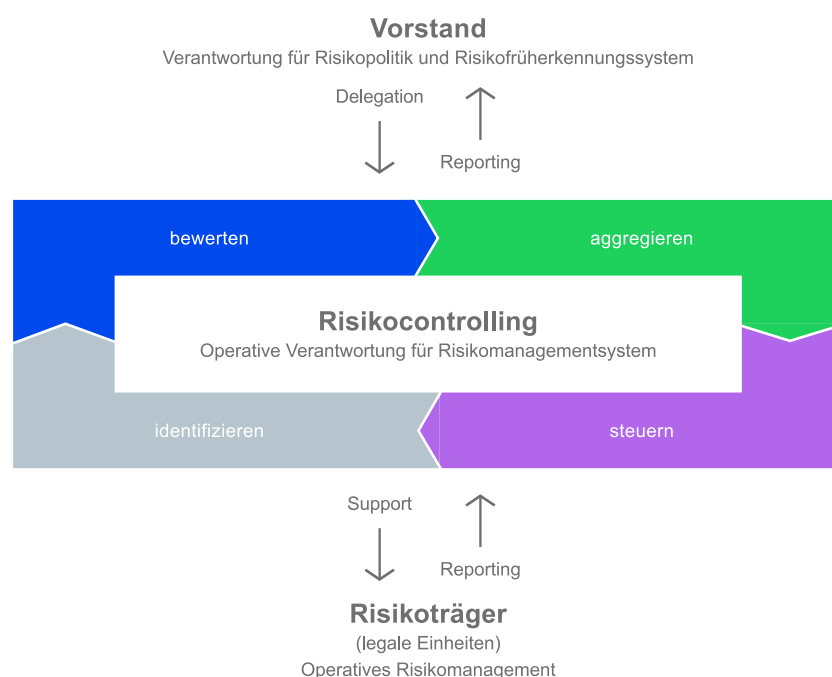 Vorstand
Verantwortung für Risikopolitik und Risikofrüherkennungssystem
Delegation
Reporting
bewerten
aggregieren
Risikocontrolling
Operative Verantwortung für Risikomanagementsystem
identifizieren
steuern
Support
Reporting
Risikoträger
(legale Einheiten)
Operatives Risikomanagement